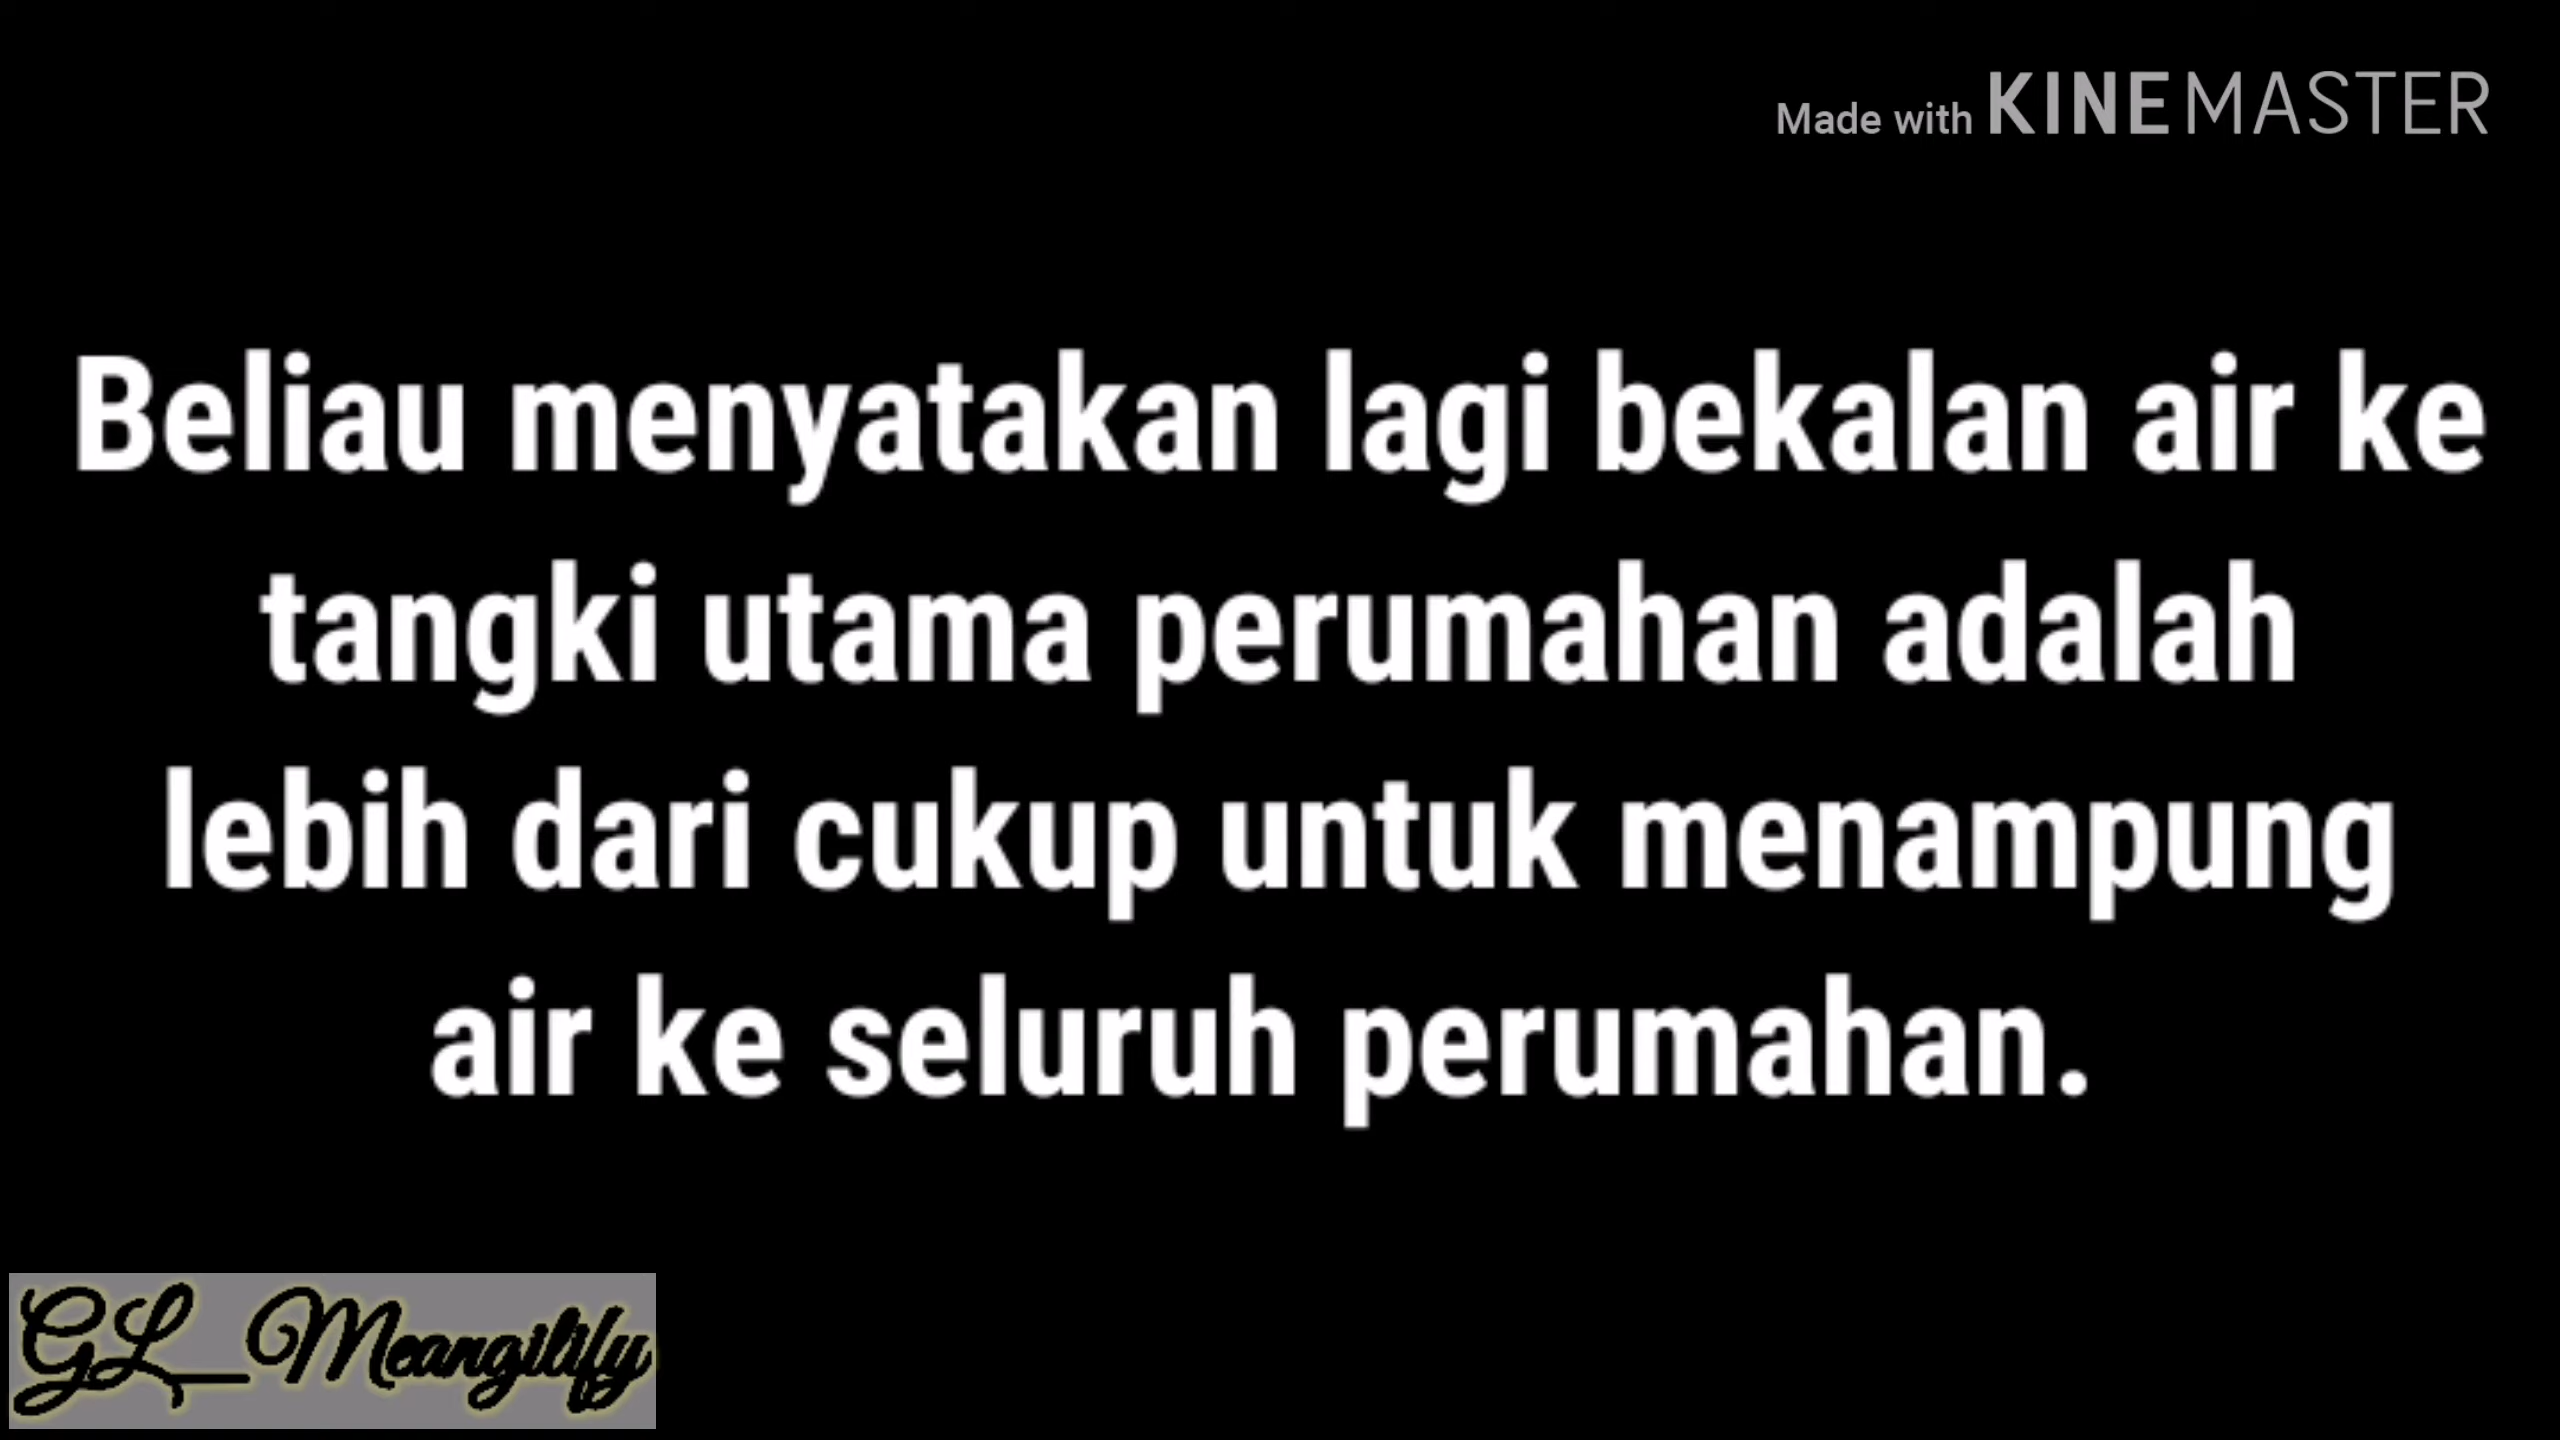 Made with KINEMASTER
Beliau menyatakan lagi bekalan air ke
tangki utama perumahan adalah
lebih dari cukup untuk menampung
air ke seluruh perumahan.
GL_Meangilify